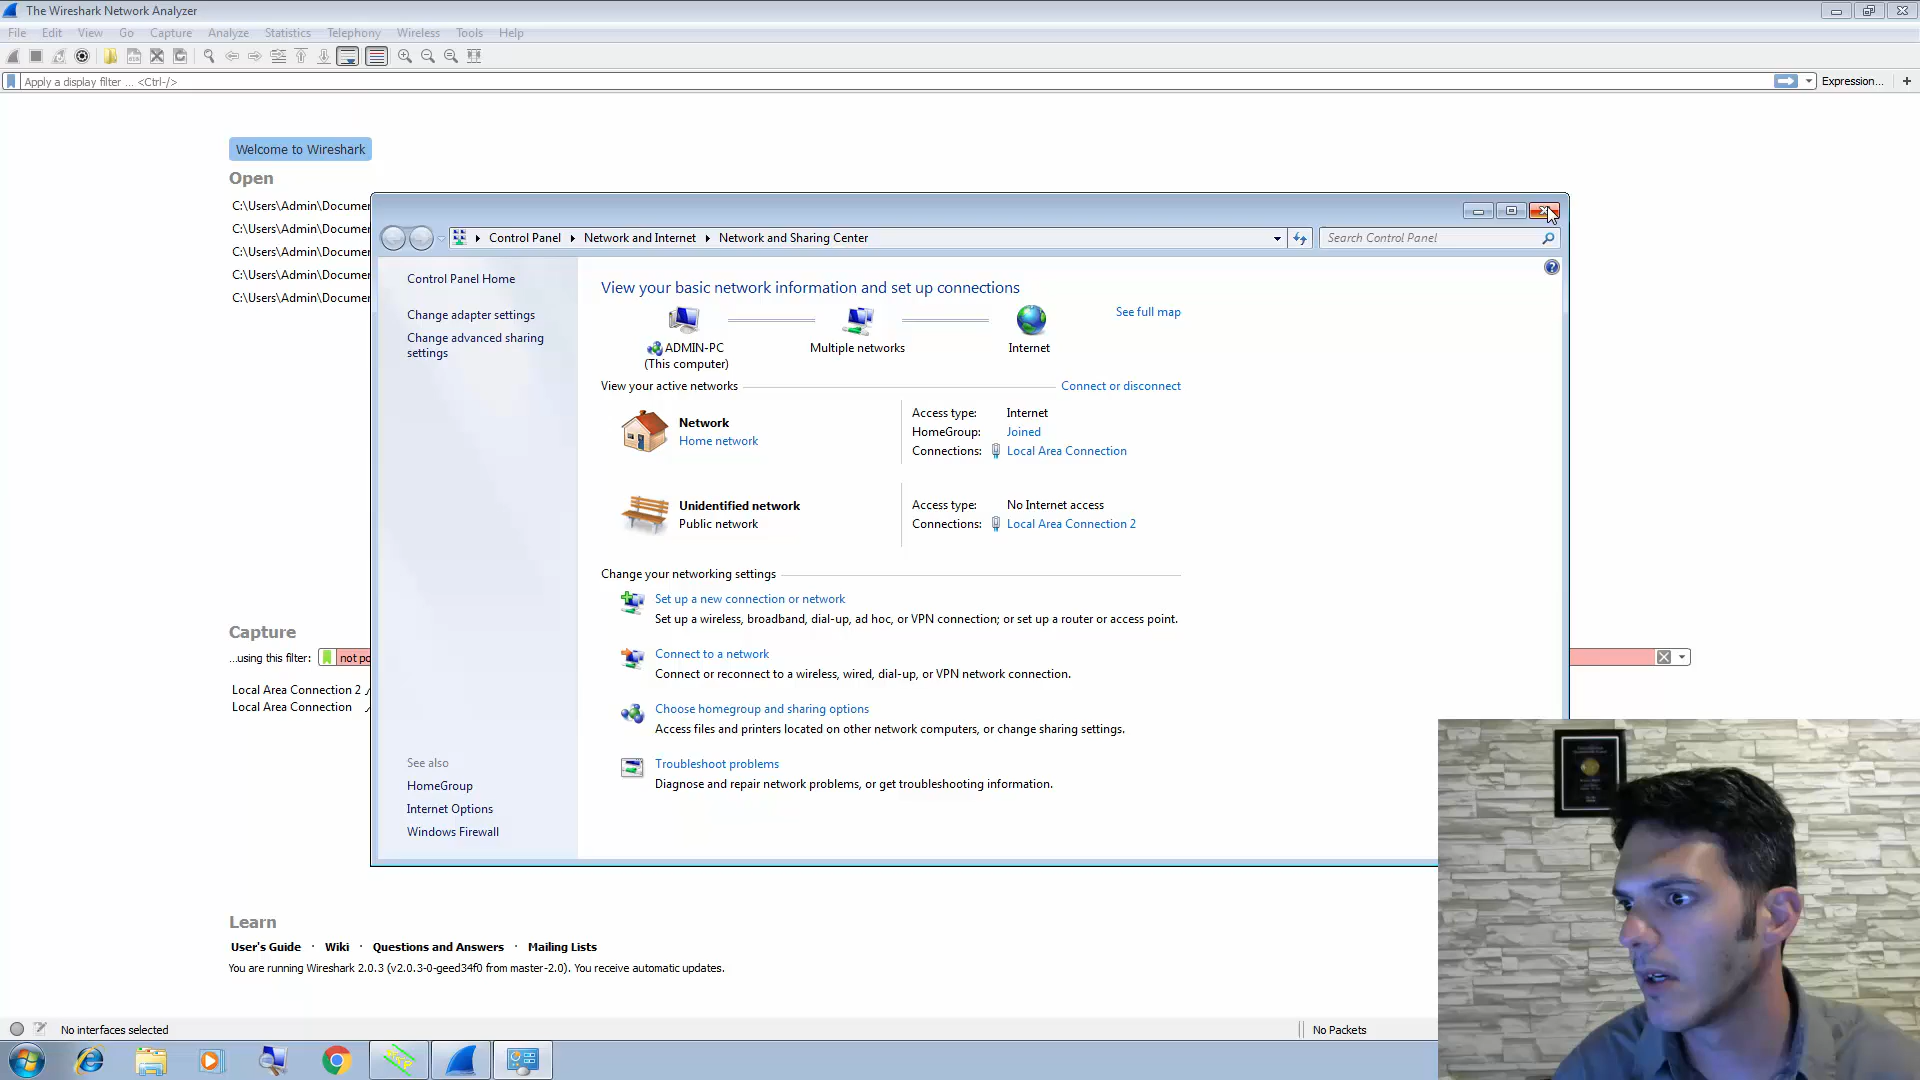 The Wireshark Network Analyzer
File Edit View Go Capture Analyze Statistics Telephony Wireless Tools Help
Apply a display filter ... <Ctrl-/>
Expression...
Welcome to Wireshark
Open
C:\Users\Admin\Documen
C:\Users\Admin\Documen
C:\Users\Admin\Documen
C:\Users\Admin\Documen
C:\Users\Admin\Documen
Control Panel Network and Internet Network and Sharing Center
Search Control Panel
Control Panel Home
Change adapter settings
Change advanced sharing
settings
View your basic network information and set up connections
See full map
ADMIN-PC
(This computer)
Multiple networks
Internet
View your active networks
Connect or disconnect
Network
Home network
Access type: Internet
HomeGroup: Joined
Connections: Local Area Connection
Unidentified network
Public network
Access type: No Internet access
Connections: Local Area Connection 2
Change your networking settings
Set up a new connection or network
Set up a wireless, broadband, dial-up, ad hoc, or VPN connection; or set up a router or access point.
Connect to a network
Connect or reconnect to a wireless, wired, dial-up, or VPN network connection.
Choose homegroup and sharing options
Access files and printers located on other network computers, or change sharing settings.
Troubleshoot problems
Diagnose and repair network problems, or get troubleshooting information.
See also
HomeGroup
Internet Options
Windows Firewall
Capture
...using this filter: not po
Local Area Connection 2
Local Area Connection
Learn
User's Guide · Wiki · Questions and Answers · Mailing Lists
You are running Wireshark 2.0.3 (v2.0.3-0-geed34f0 from master-2.0). You receive automatic updates.
No interfaces selected
No Packets